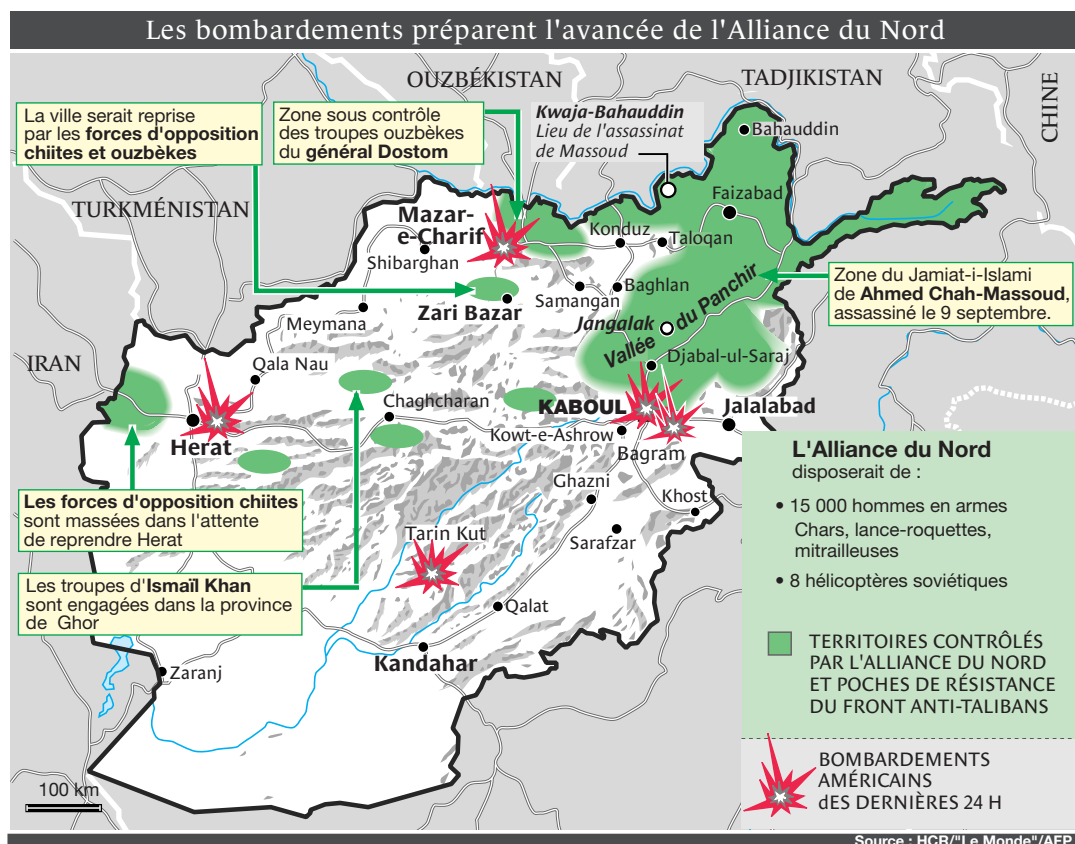 Les bombardements préparent l'avancée de l'Alliance du Nord
OUZBÉKISTAN
TADJIKISTAN
CHINE
La ville serait reprise
par les forces d'opposition
chiites et ouzbèkes
Zone sous contrôle
des troupes ouzbèkes
du général Dostom
Kwaja-Bahauddin
Lieu de l'assassinat
de Massoud
Bahauddin
TURKMÉNISTAN
Faizabad
Mazar-
e-Charif
Konduz
Taloqan
Shibarghan
Zone du Jamiat-i-Islami
de Ahmed Chah-Massoud,
assassiné le 9 septembre.
Samangan
Baghlan
Zari Bazar
Meymana
Jangalak
Vallée du Panchir
IRAN
Qala Nau
Djabal-ul-Saraj
Chaghcharan
KABOUL
Jalalabad
Herat
Kowt-e-Ashrow
Bagram
Ghazni
Khost
Les forces d'opposition chiites
sont massées dans l'attente
de reprendre Herat
Tarin Kut
Sarafzar
Les troupes d'Ismaïl Khan
sont engagées dans la province
de Ghor
Qalat
Kandahar
Zaranj
100 km
L'Alliance du Nord
disposerait de :
• 15 000 hommes en armes
Chars, lance-roquettes,
mitrailleuses
• 8 hélicoptères soviétiques
TERRITOIRES CONTRÔLÉS
PAR L'ALLIANCE DU NORD
ET POCHES DE RÉSISTANCE
DU FRONT ANTI-TALIBANS
BOMBARDEMENTS
AMÉRICAINS
dES DERNIÈRES 24 H
Source : HCR/"Le Monde"/AFP